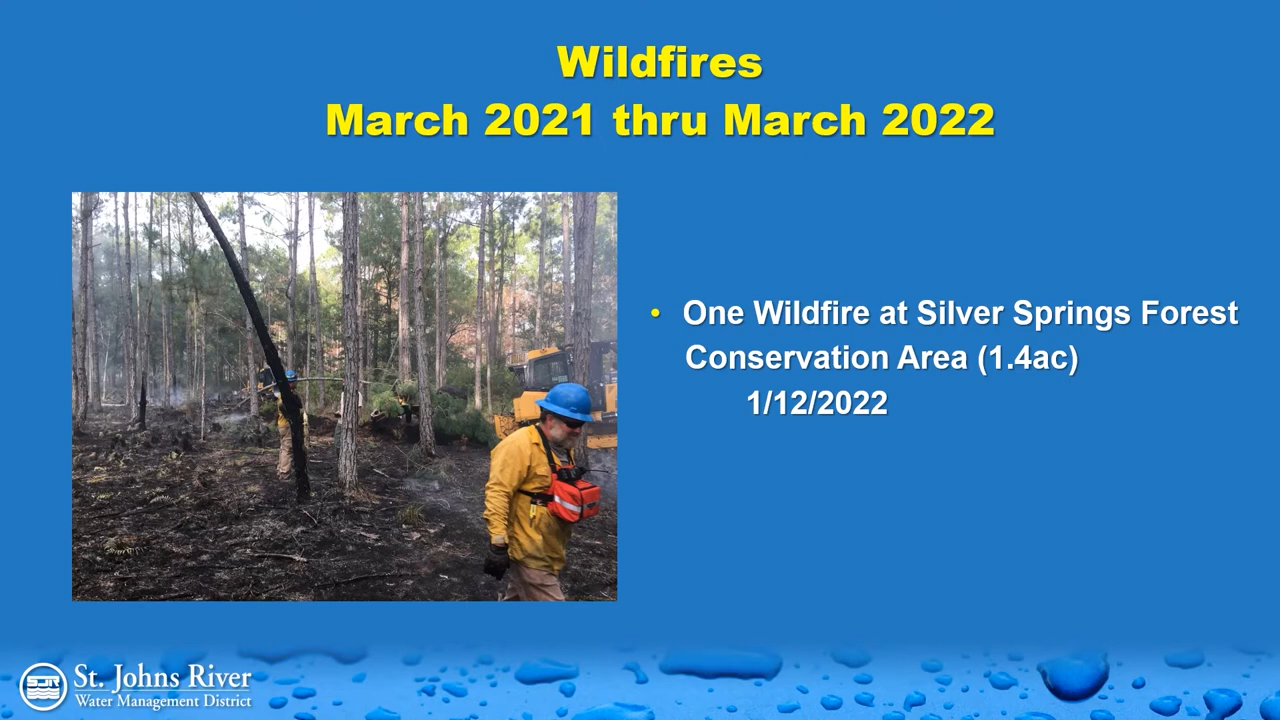 Wildfires
March 2021 thru March 2022
• One Wildfire at Silver Springs Forest
Conservation Area (1.4ac)
1/12/2022
SJR
St. Johns River
Water Management District